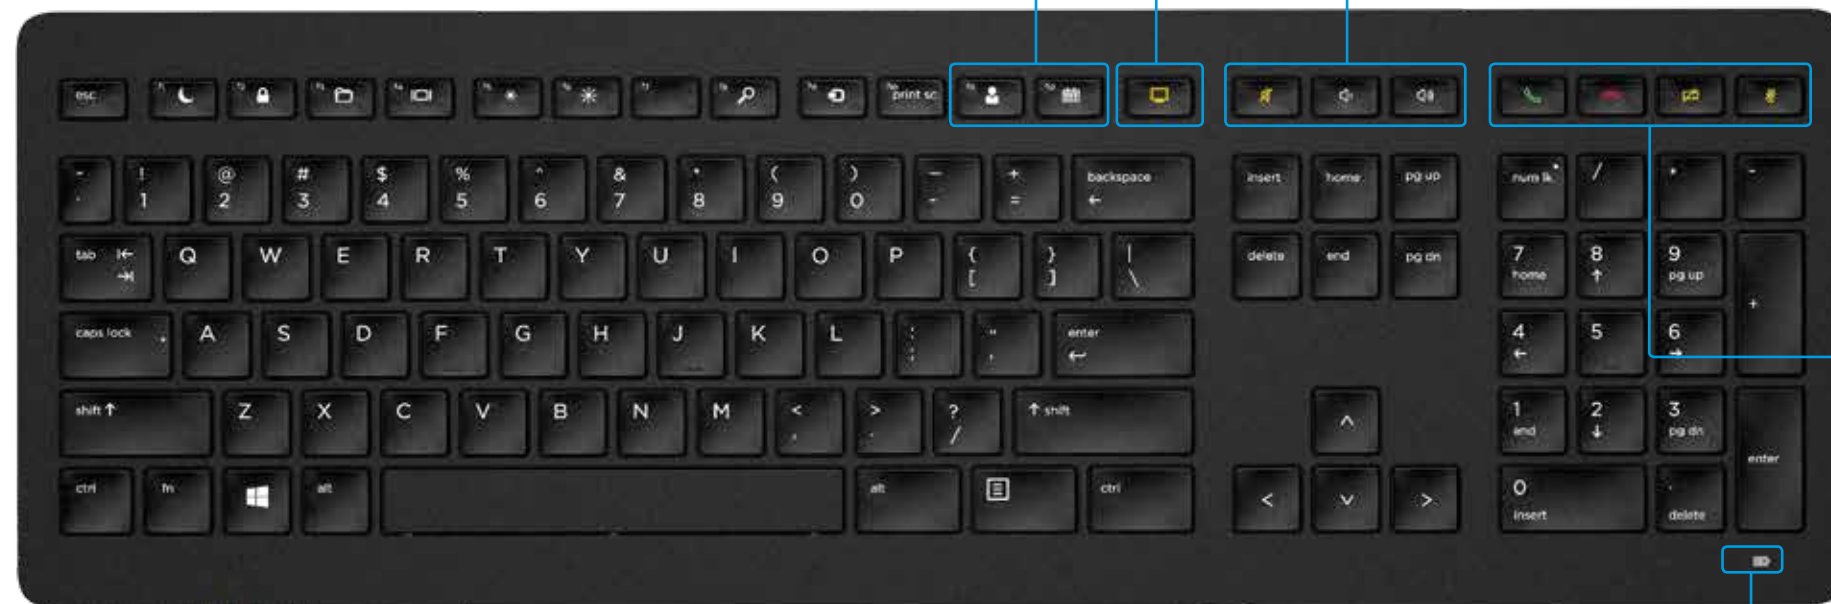 esc print sc
! @ # $ % ^ & * ( ) — +
1 2 3 4 5 6 7 8 9 0 - = backspace
insert home pg up num lk / * -
tab Q W E R T Y U I O P { [ } ] | \
delete end pg dn 7 home 8 9 pg up +
caps lock A S D F G H J K L : ; " ' enter
4 5 6
shift Z X C V B N M < , > . ? / shift
1 end 2 3 pg dn enter
ctrl fn alt alt ctrl
0 insert . delete